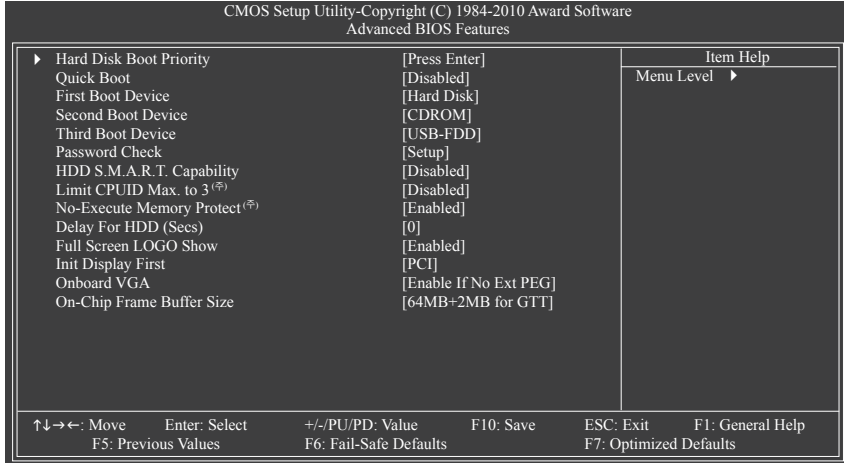 CMOS Setup Utility-Copyright (C) 1984-2010 Award Software
Advanced BIOS Features
▶ Hard Disk Boot Priority [Press Enter]
Quick Boot [Disabled]
First Boot Device [Hard Disk]
Second Boot Device [CDROM]
Third Boot Device [USB-FDD]
Password Check [Setup]
HDD S.M.A.R.T. Capability [Disabled]
Limit CPUID Max. to 3 (주) [Disabled]
No-Execute Memory Protect (주) [Enabled]
Delay For HDD (Secs) [0]
Full Screen LOGO Show [Enabled]
Init Display First [PCI]
Onboard VGA [Enable If No Ext PEG]
On-Chip Frame Buffer Size [64MB+2MB for GTT]
Item Help
Menu Level ▶
↑↓→←: Move Enter: Select +/-/PU/PD: Value F10: Save ESC: Exit F1: General Help
F5: Previous Values F6: Fail-Safe Defaults F7: Optimized Defaults